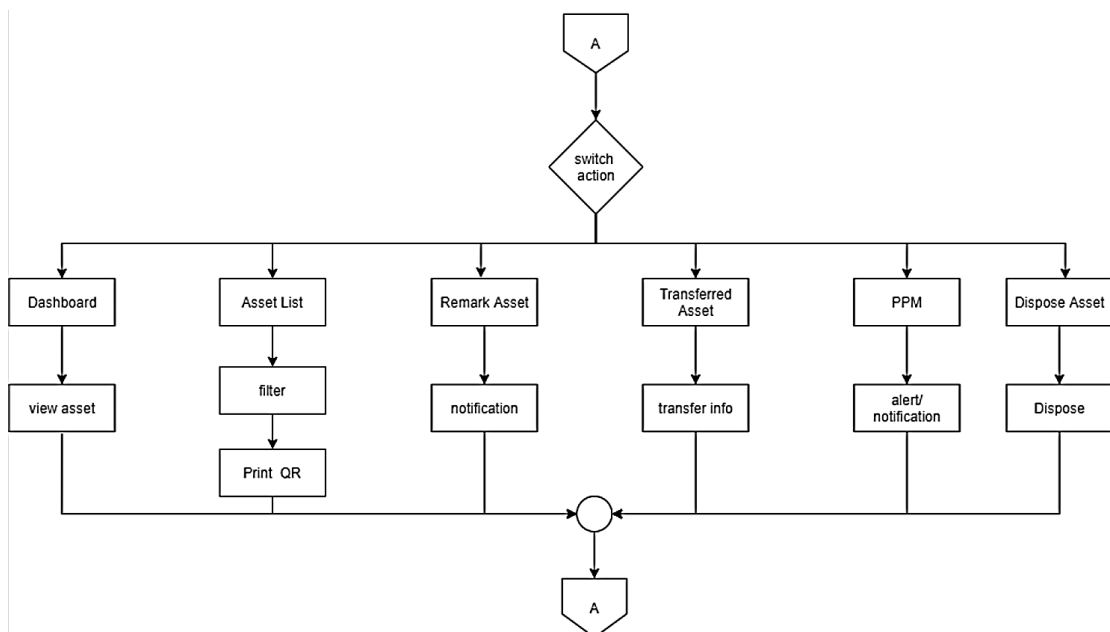 A
switch
action
Dashboard
Asset List
Remark Asset
Transferred
Asset
PPM
Dispose Asset
view asset
filter
notification
transfer info
alert/
notification
Dispose
Print QR
A